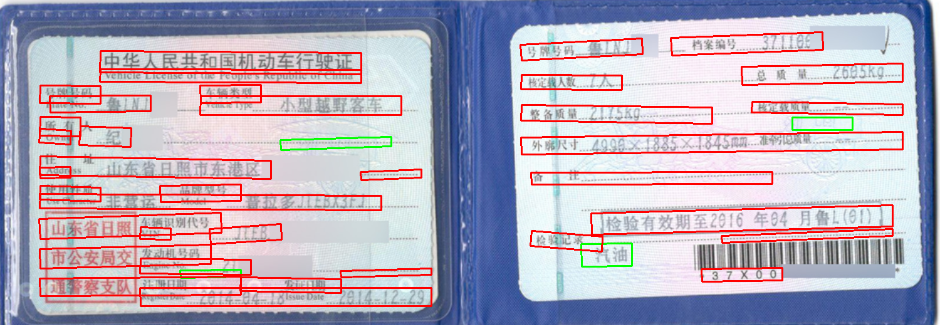 中华人民共和国机动车行驶证
Vehicle License of the People's Republic of China
号牌号码 鲁LNJ 车辆类型 小型越野客车
Plate No. Vehicle Type
所有人 纪
Owner
住址 山东省日照市东港区
Address
使用性质 非营运 品牌型号 普拉多JTEBX3FJ
Use Character Model
山东省日照
市公安局交
通警察支队
车辆识别代号 JTEB
VIN
发动机号码
Engine No.
注册日期 2014-04-18 发证日期 2014-12-29
Register Date Issue Date
号牌号码 鲁LNJ 档案编号 371100
核定载人数 7人 总质量 2605Kg
整备质量 2175Kg 核定载质量 --
外廓尺寸 4990×1885×1845mm 准牵引总质量 --
备注
检验有效期至2016年04月鲁L(01)
检验记录
汽油
37X00